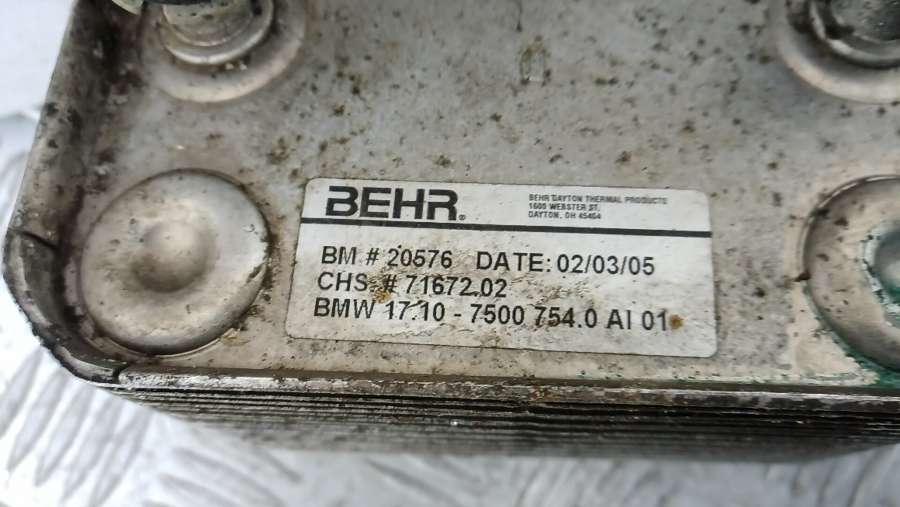 BEHR®
BEHR DAYTON THERMAL PRODUCTS
1600 WEBSTER ST.
DAYTON, OH 45404
BM # 20576 DATE: 02/03/05
CHS # 71672.02
BMW 17.10 - 7500 754.0 AI 01